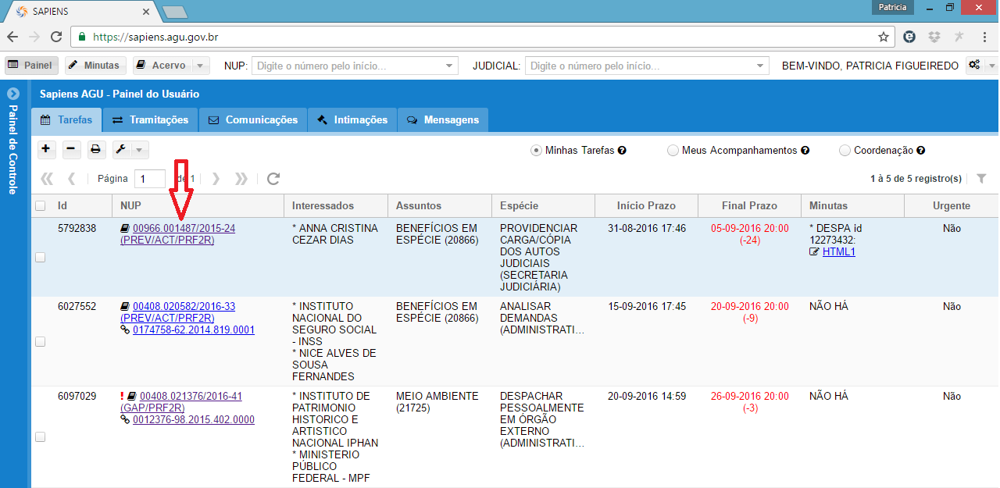 SAPIENS
Patricia
https://sapiens.agu.gov.br
Painel Minutas Acervo NUP: Digite o número pelo início... JUDICIAL: Digite o número pelo início... BEM-VINDO, PATRICIA FIGUEIREDO
Painel de Controle
Sapiens AGU - Painel do Usuário
Tarefas Tramitações Comunicações Intimações Mensagens
Minhas Tarefas Meus Acompanhamentos Coordenação
Página 1 de 1 1 à 5 de 5 registro(s)
Id NUP Interessados Assuntos Espécie Início Prazo Final Prazo Minutas Urgente
5792838 00966.001487/2015-24 * ANNA CRISTINA BENEFÍCIOS EM PROVIDENCIAR 31-08-2016 17:46 05-09-2016 20:00 * DESPA id Não
(PREV/ACT/PRF2R) CEZAR DIAS ESPÉCIE (20866) CARGA/CÓPIA (-24) 12273432:
DOS AUTOS HTML1
JUDICIAIS
(SECRETARIA
JUDICIÁRIA)
6027552 00408.020582/2016-33 * INSTITUTO BENEFÍCIOS EM ANALISAR 15-09-2016 17:45 20-09-2016 20:00 NÃO HÁ Não
(PREV/ACT/PRF2R) NACIONAL DO ESPÉCIE (20866) DEMANDAS (-9)
0174758-62.2014.819.0001 SEGURO SOCIAL (ADMINISTRATI...
- INSS
* NICE ALVES DE
SOUSA
FERNANDES
6097029 ! 00408.021376/2016-41 * INSTITUTO DE MEIO AMBIENTE DESPACHAR 20-09-2016 14:59 26-09-2016 20:00 NÃO HÁ Não
(GAP/PRF2R) PATRIMONIO (21725) PESSOALMENTE (-3)
0012376-98.2015.402.0000 HISTORICO E EM ÓRGÃO
ARTISTICO EXTERNO
NACIONAL IPHAN (ADMINISTRATI...
* MINISTERIO
PÚBLICO
FEDERAL - MPF